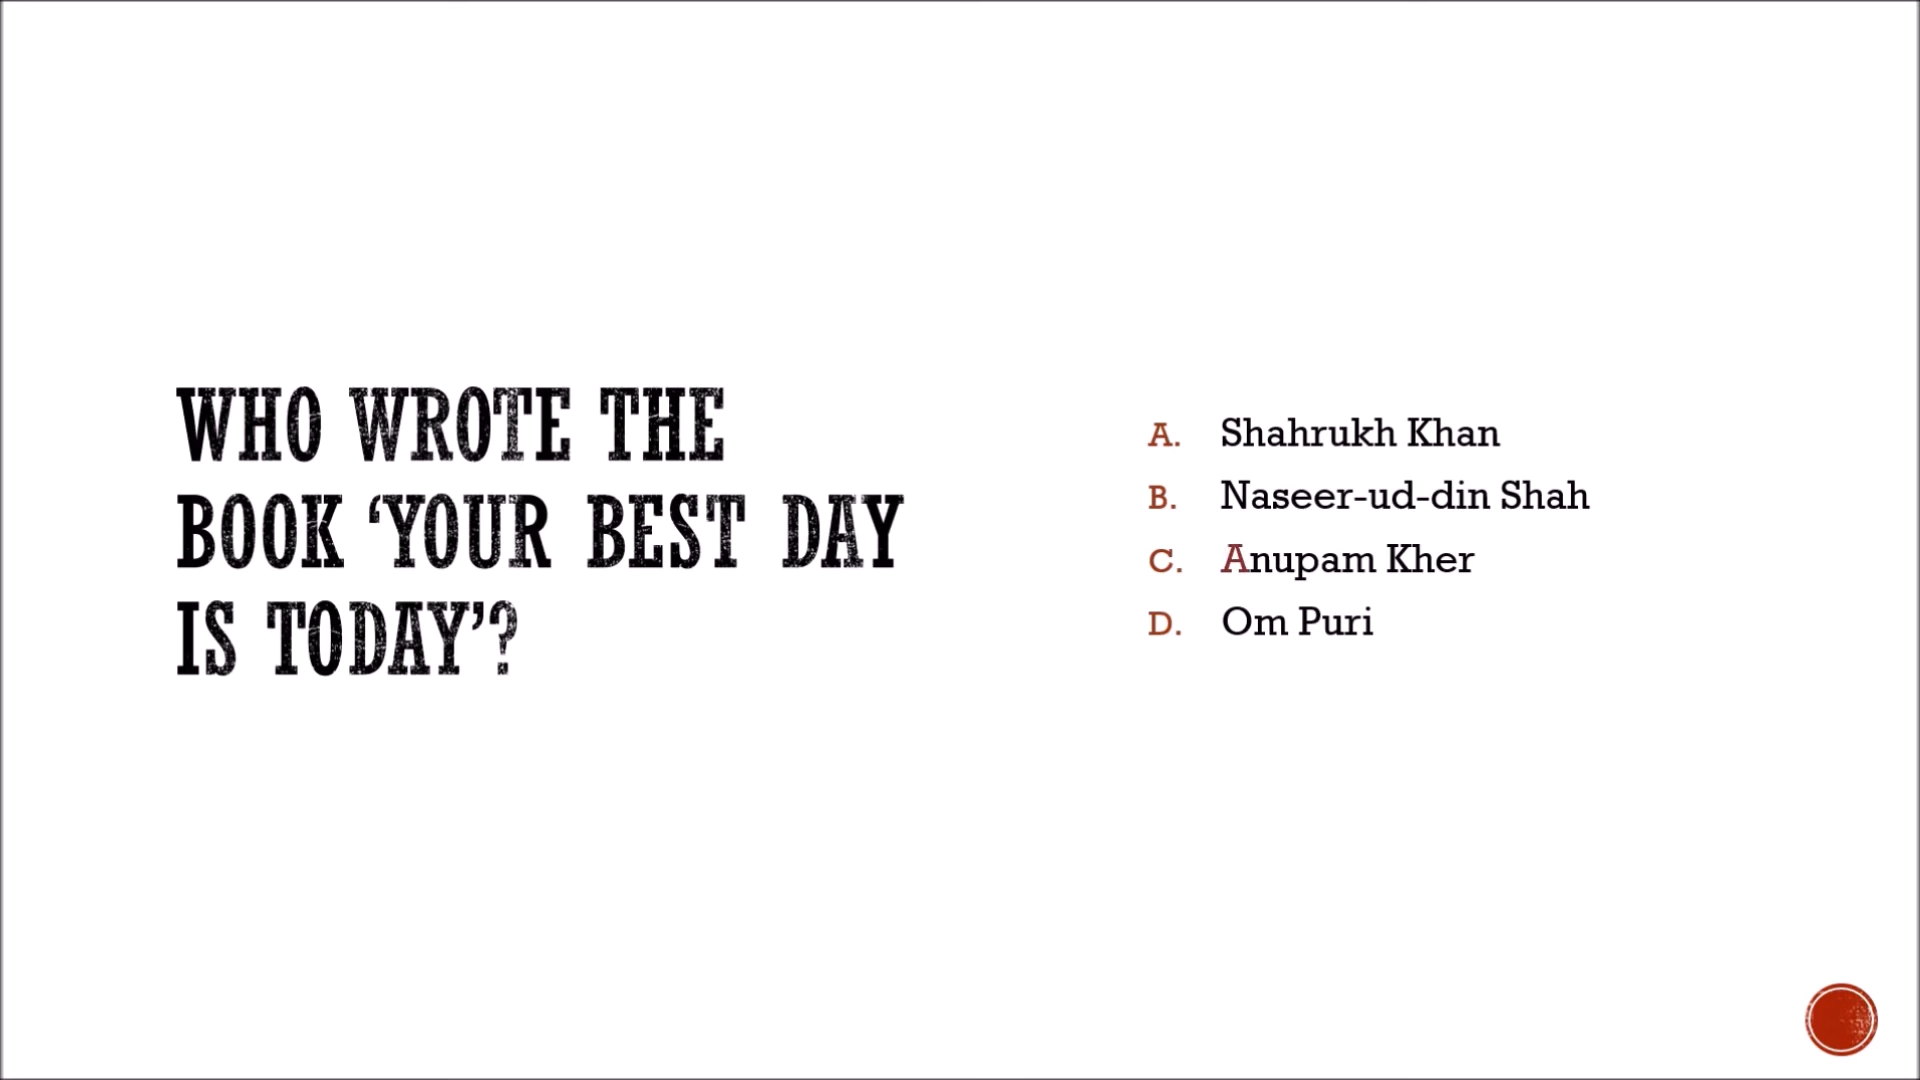 WHO WROTE THE
BOOK ‘YOUR BEST DAY
IS TODAY’?
A. Shahrukh Khan
B. Naseer-ud-din Shah
C. Anupam Kher
D. Om Puri